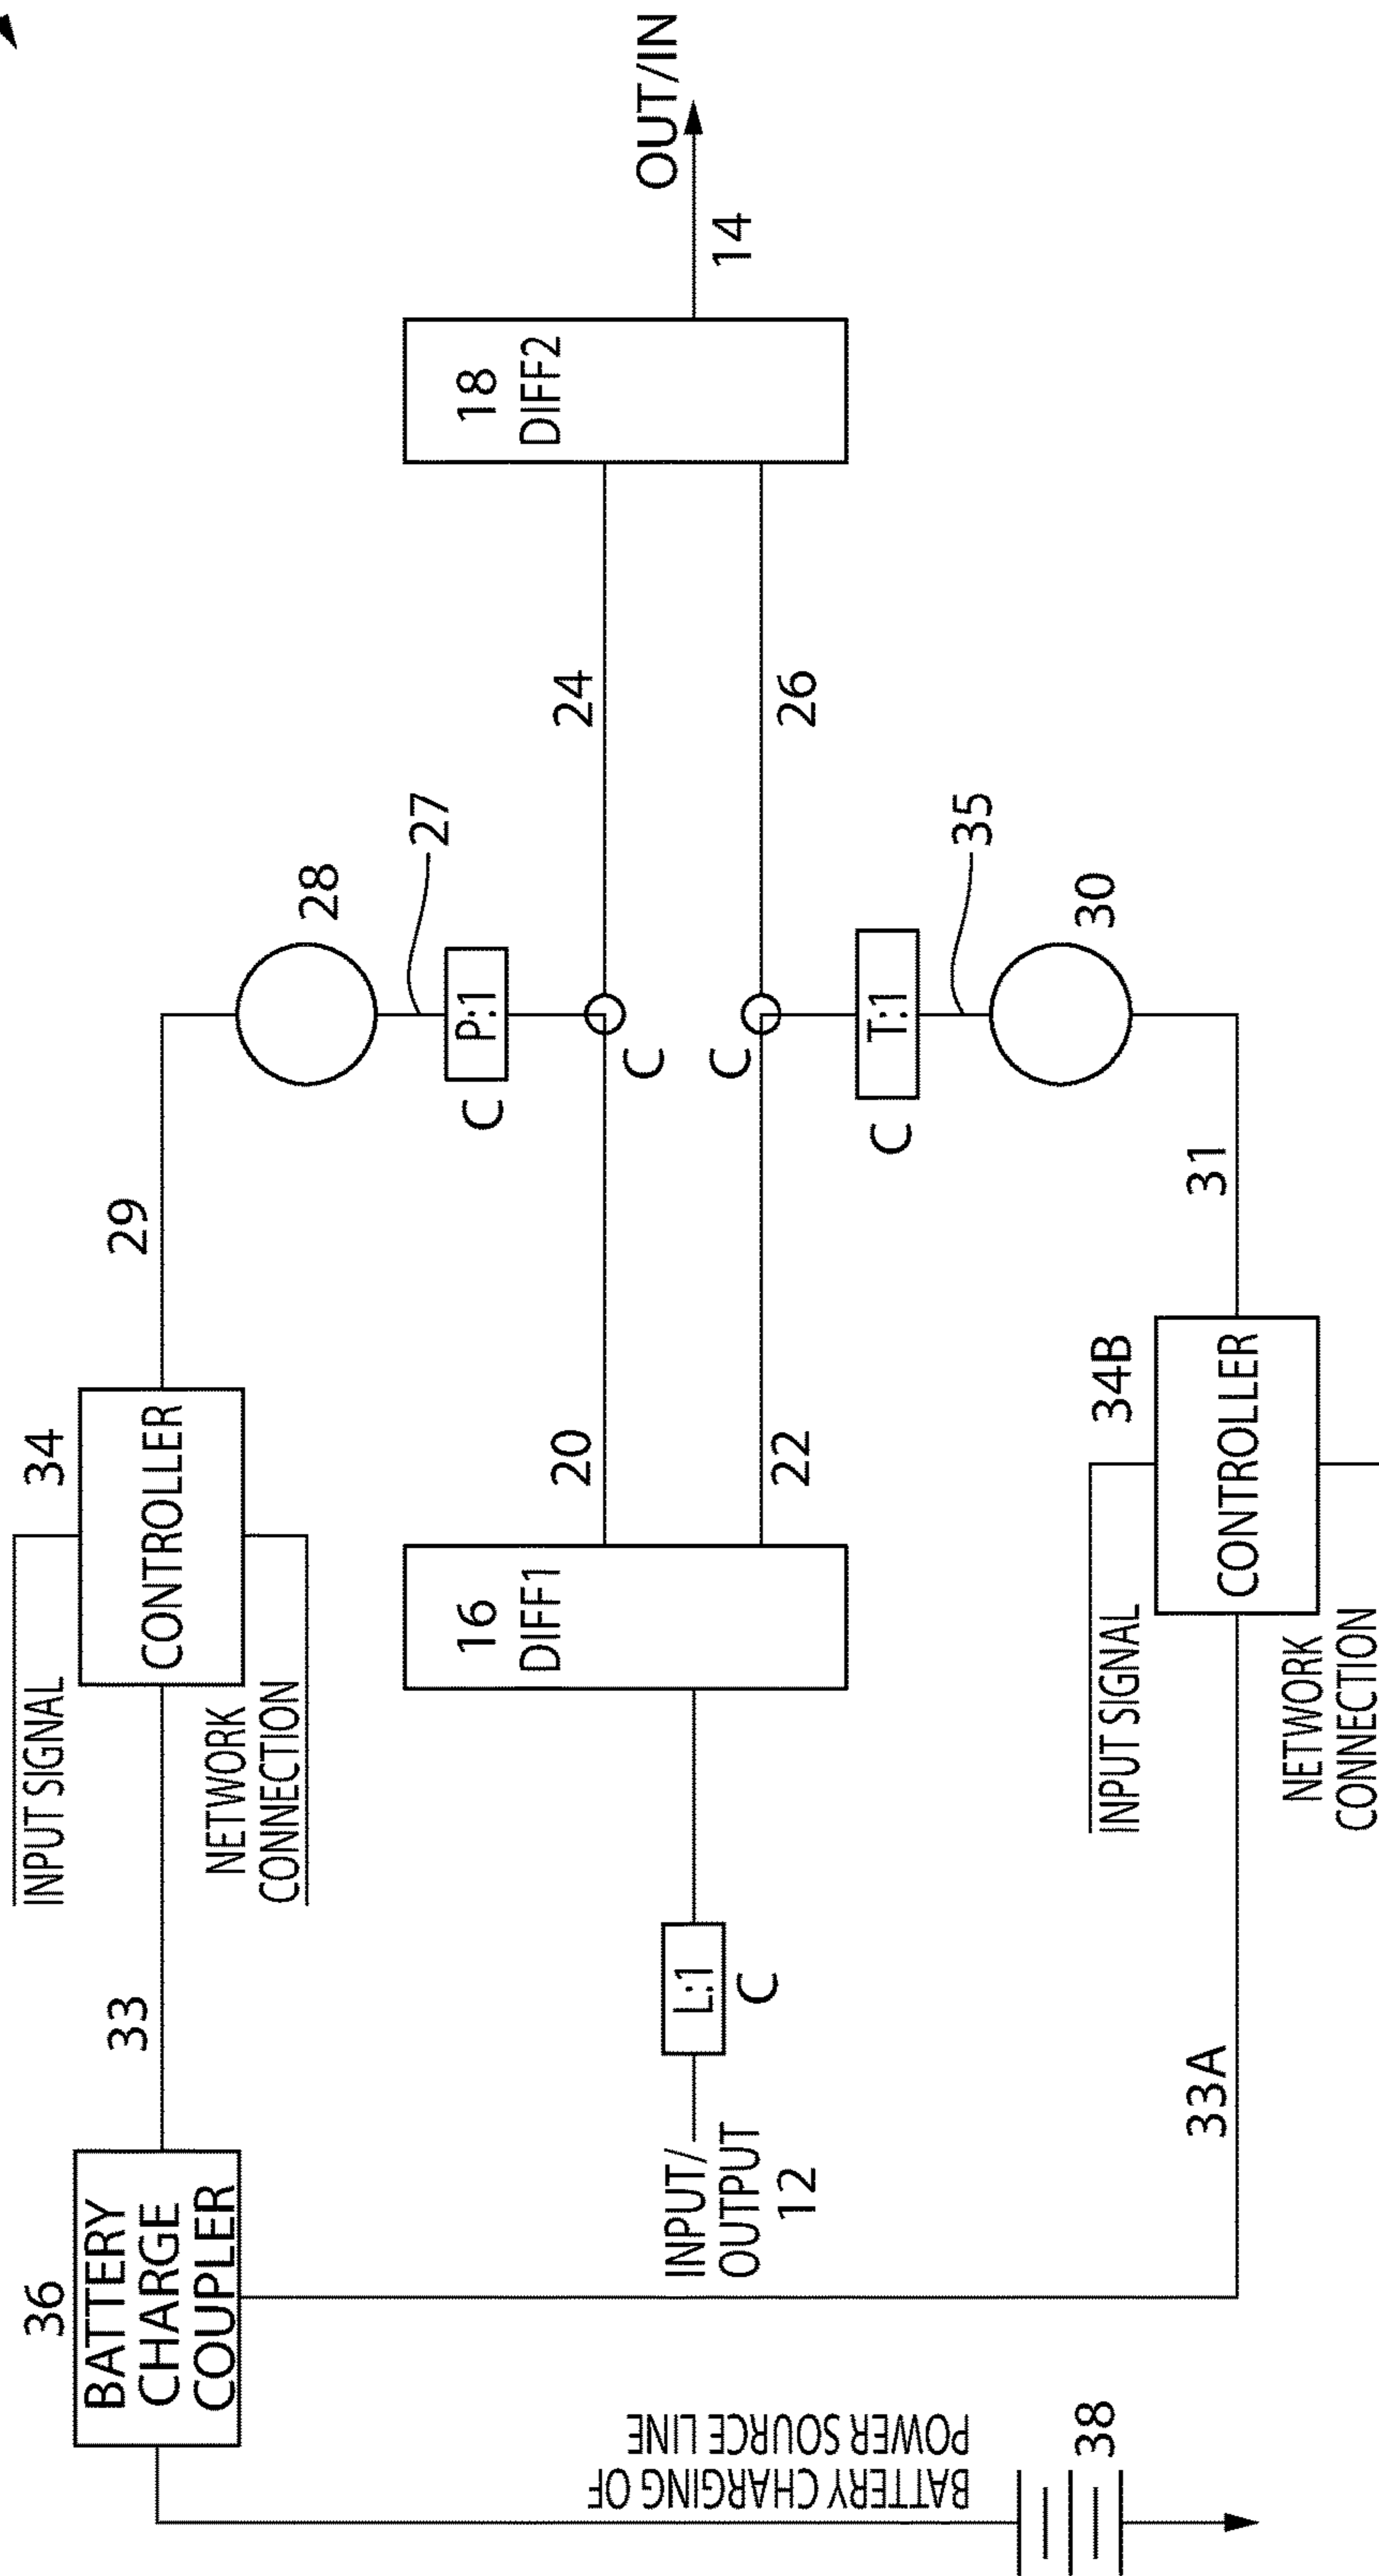 36
BATTERY
CHARGE
COUPLER
33
INPUT SIGNAL
34
CONTROLLER
NETWORK
CONNECTION
29
28
27
P:1
C
C
INPUT/
OUTPUT
12
L:1
C
16
DIFF1
20
22
24
26
18
DIFF2
OUT/IN
14
C
T:1
C
35
30
31
34B
CONTROLLER
INPUT SIGNAL
NETWORK
CONNECTION
33A
BATTERY CHARGING OF
POWER SOURCE LINE
38